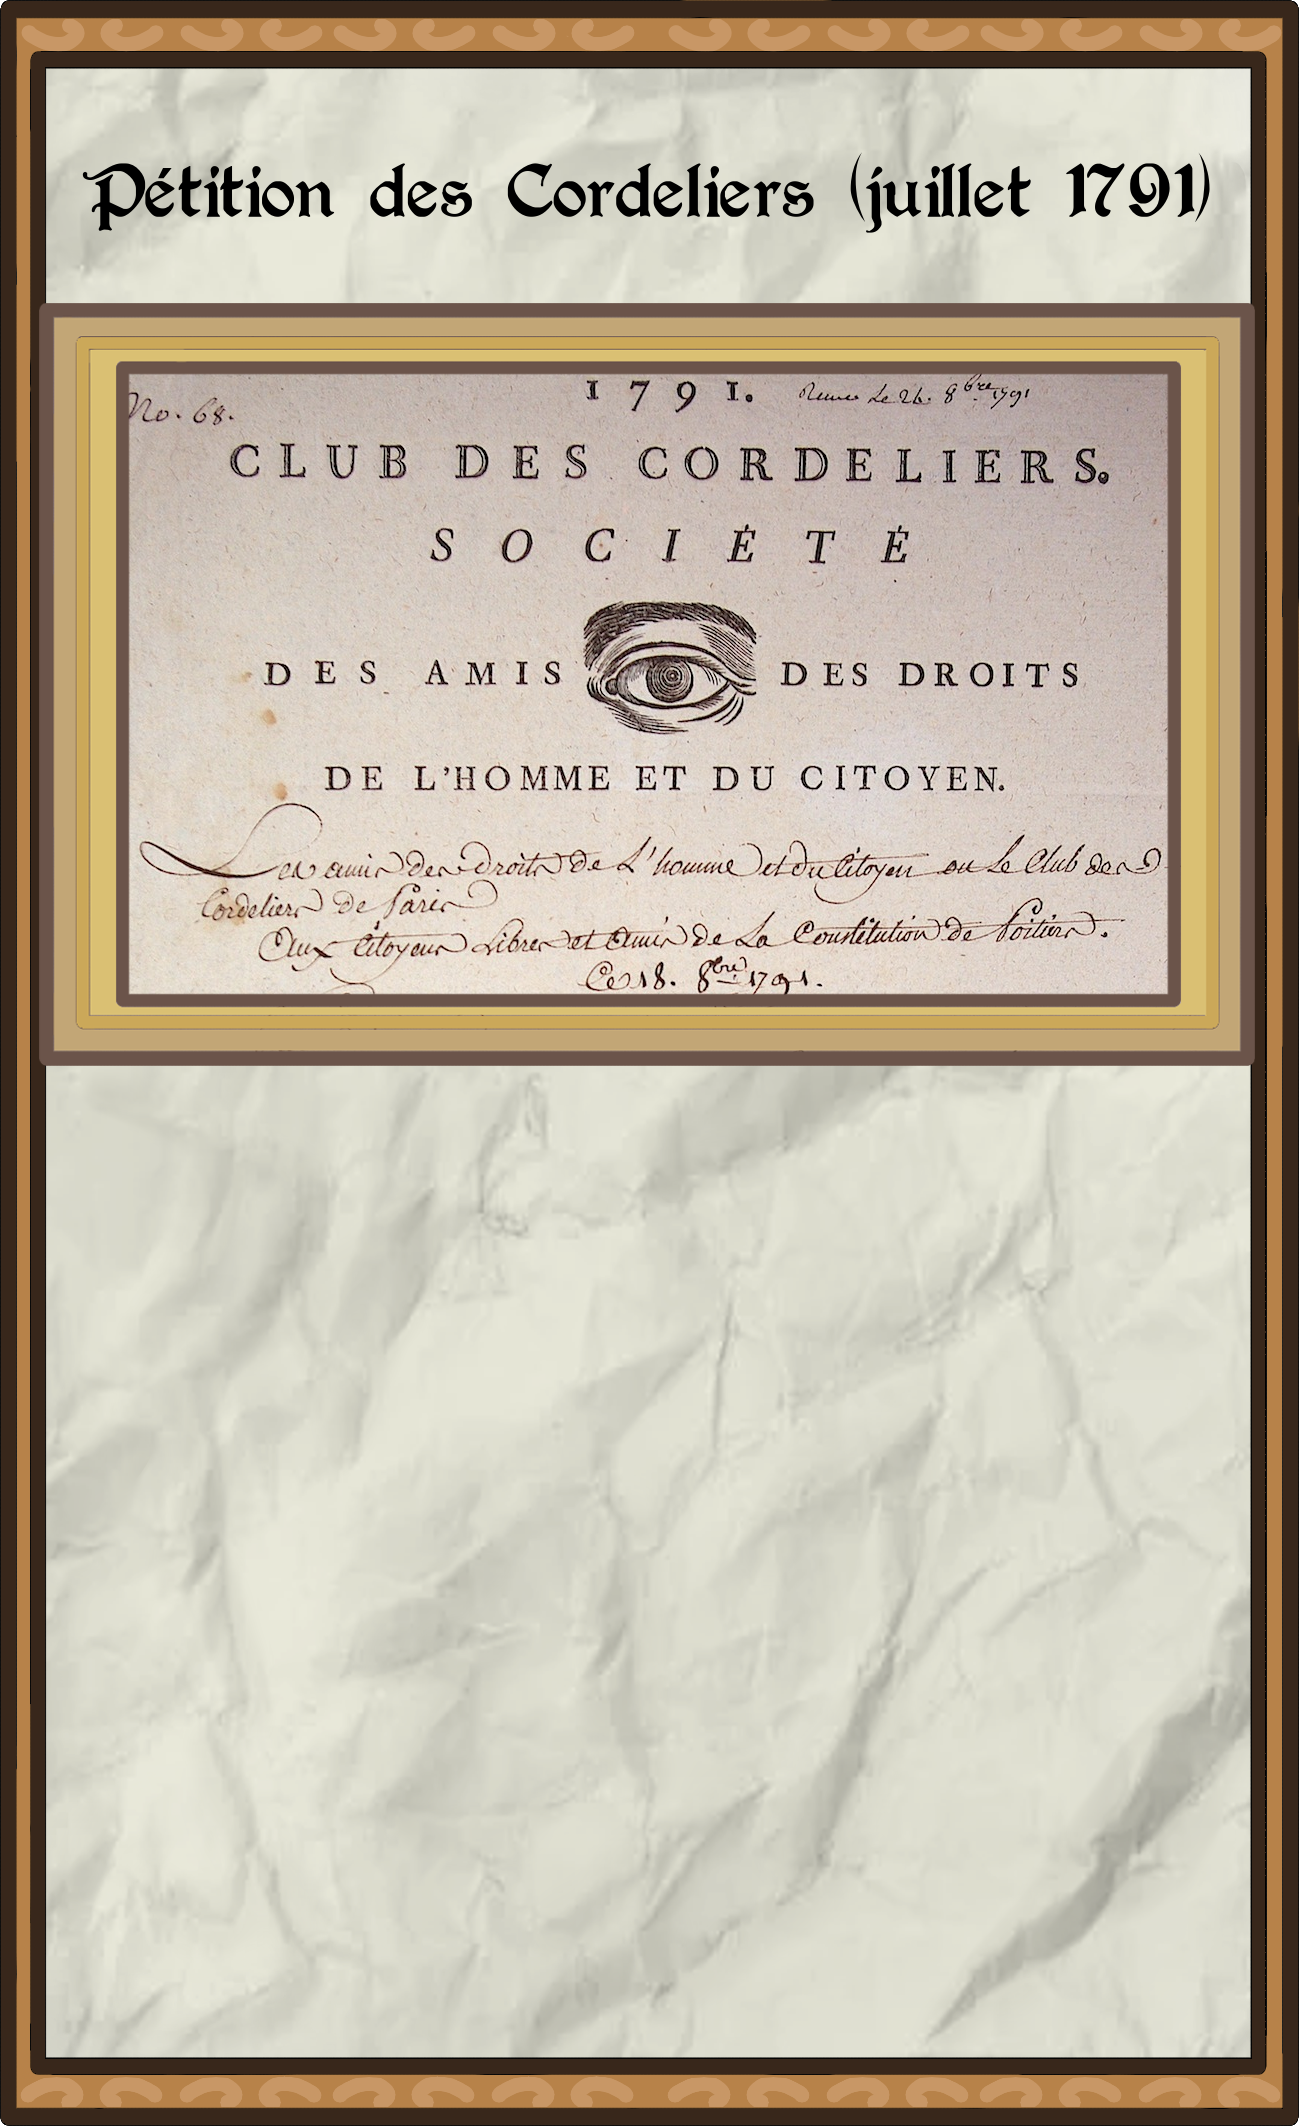 Pétition des Cordeliers (juillet 1791)
1791.
No. 68.
Le 26. 8bre 1791
CLUB DES CORDELIERS.
SOCIÉTÉ
DES AMIS DES DROITS
DE L'HOMME ET DU CITOYEN.
Les amis des droits de L'homme et du Citoyen ou Le Club des
Cordeliers de Paris
Aux Citoyens Libres et Amis de La Constitution de Poitiers.
Ce 18. 8bre 1791.